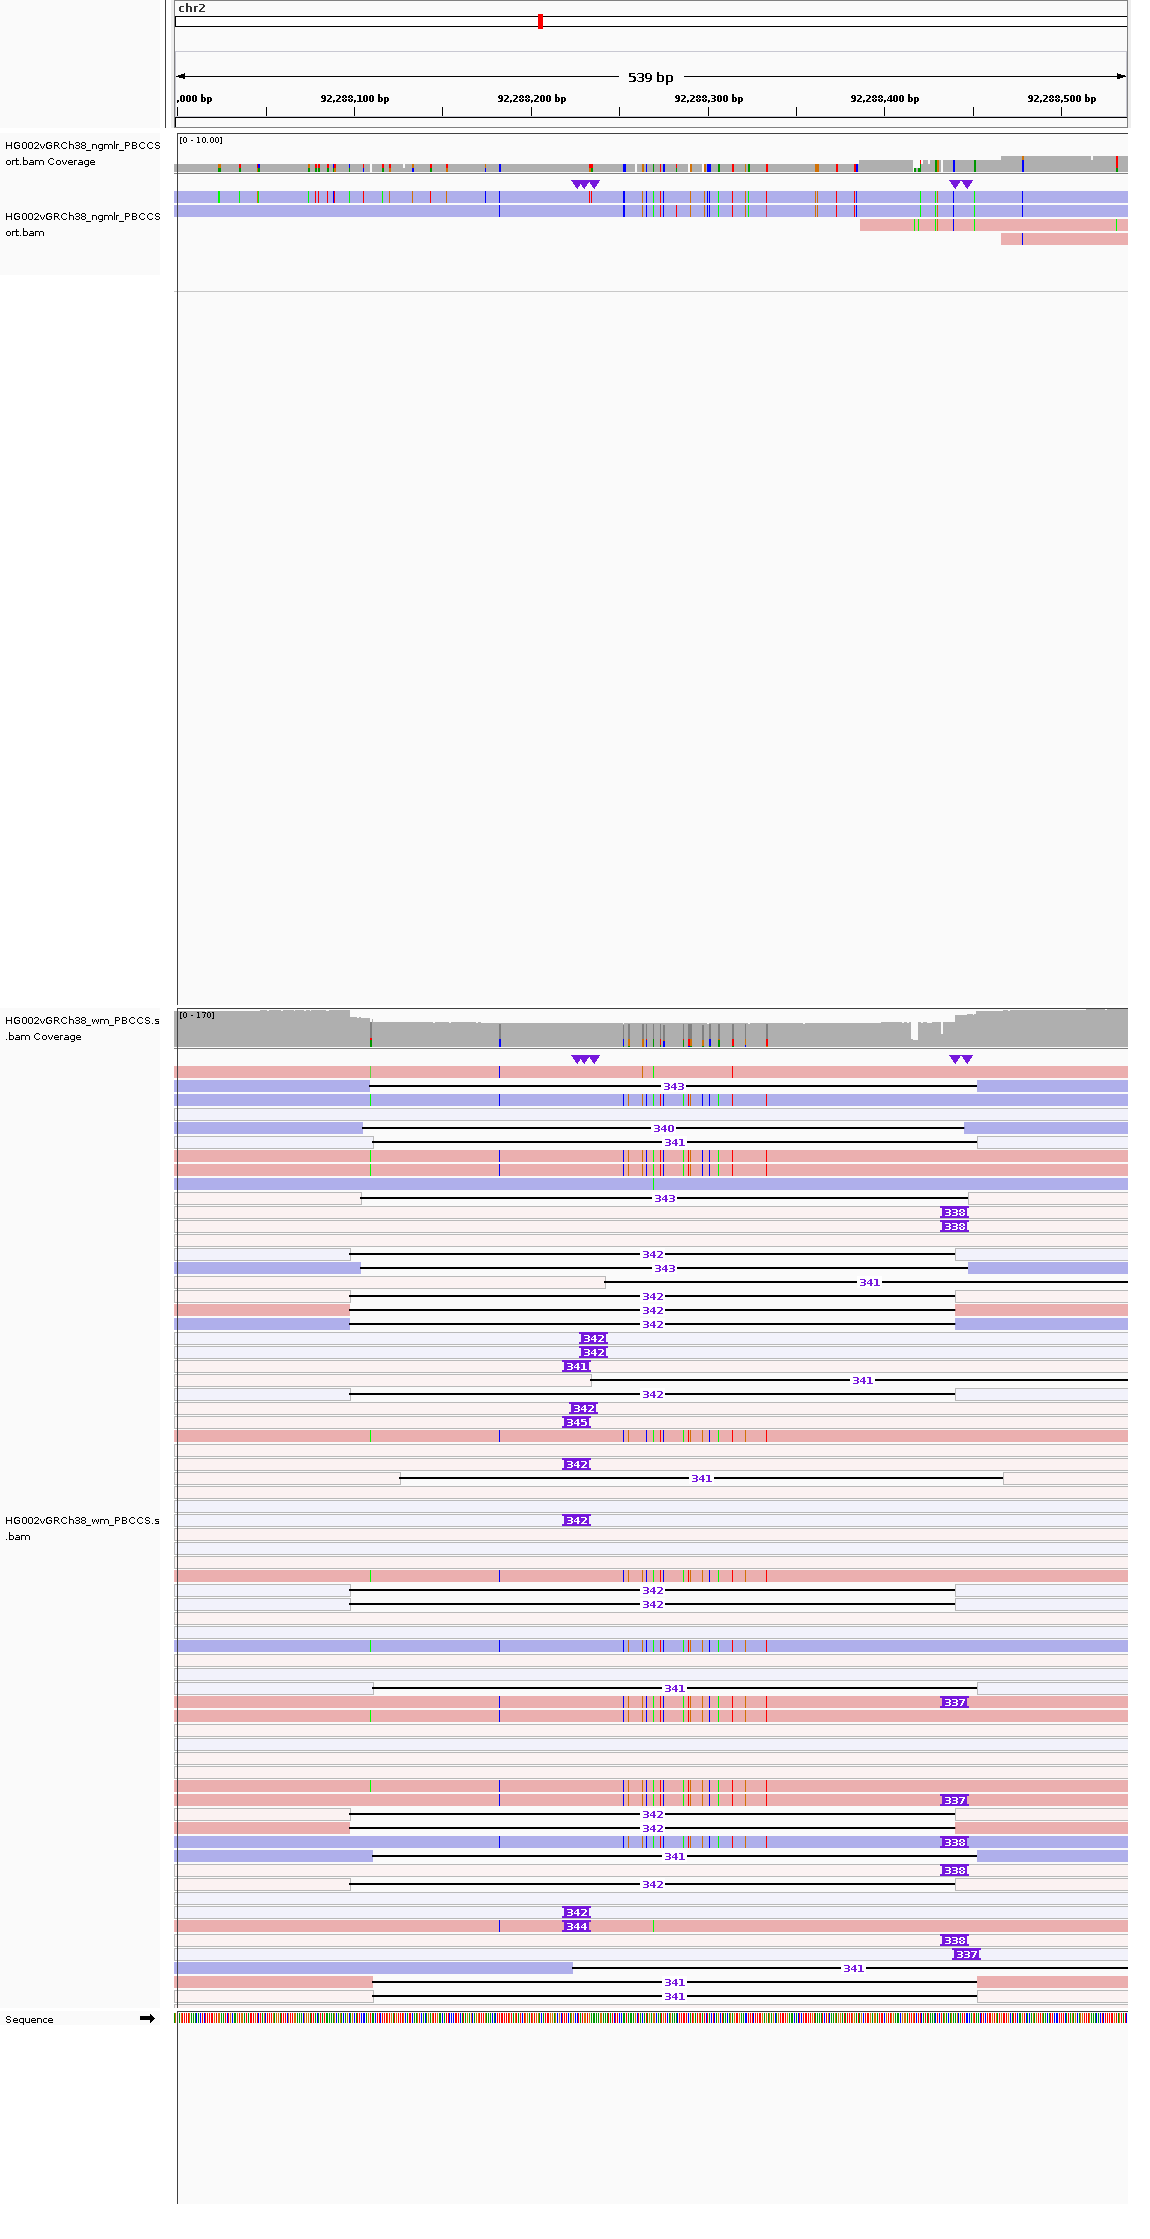 chr2
539 bp
,000 bp 92,288,100 bp 92,288,200 bp 92,288,300 bp 92,288,400 bp 92,288,500 bp
HG002vGRCh38_ngmlr_PBCCS
ort.bam Coverage
[0 - 10.00]
HG002vGRCh38_ngmlr_PBCCS
ort.bam
HG002vGRCh38_wm_PBCCS.s
.bam Coverage
[0 - 170]
343
340
341
343
338
338
342
343
341
342
342
342
342
342
341
341
342
342
345
342
341
HG002vGRCh38_wm_PBCCS.s
.bam
342
342
342
341
337
337
342
342
338
341
338
342
342
344
338
337
341
341
341
Sequence